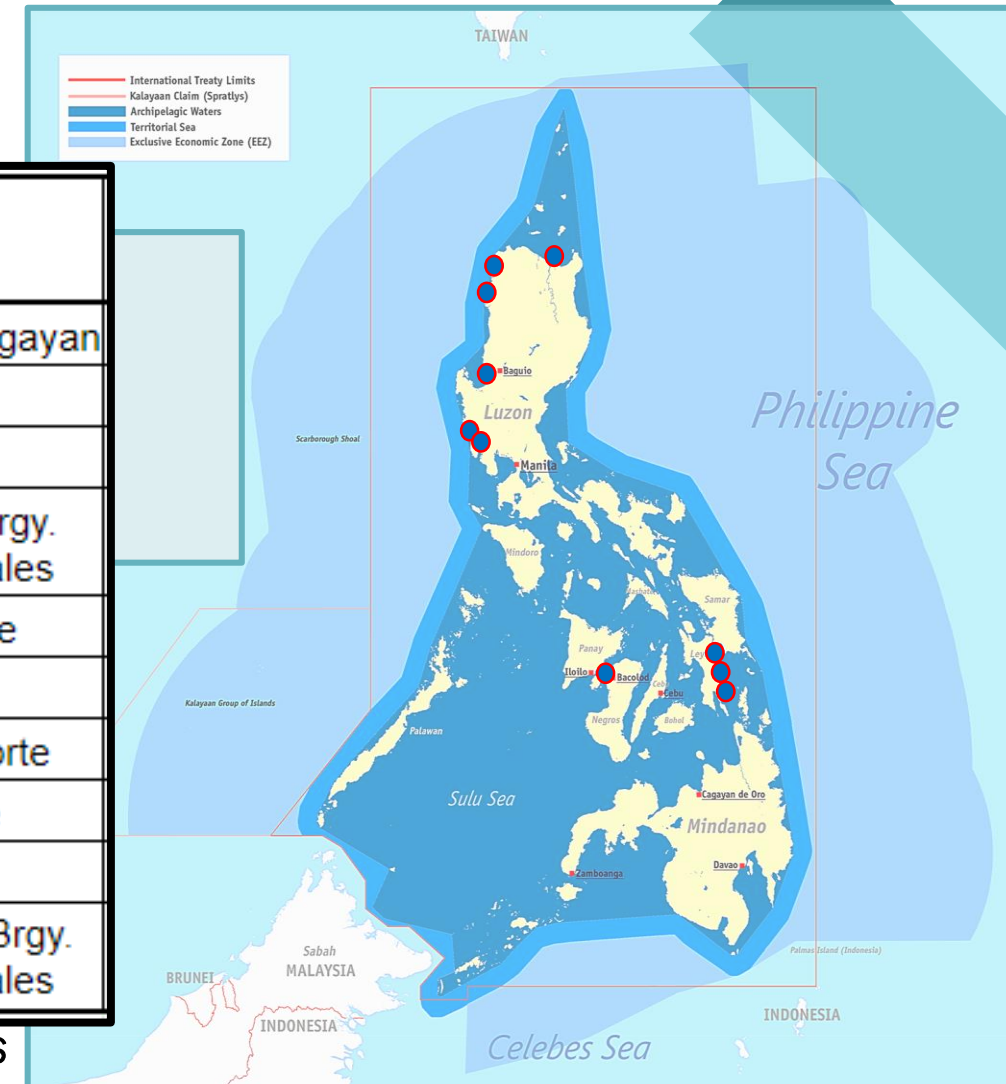 TAIWAN
International Treaty Limits
Kalayaan Claim (Spratlys)
Archipelagic Waters
Territorial Sea
Exclusive Economic Zone (EEZ)
gayan
rgy.
ales
e
orte
Brgy.
ales
s
Baguio
Luzon
Scarborough Shoal
Manila
Philippine
Sea
Mindoro
Masbate
Samar
Panay
Ley
Iloilo
Bacolod
Ceb
Cebu
Negros
Bohol
Kalayaan Group of Islands
Palawan
Sulu Sea
Cagayan de Oro
Mindanao
Davao
Zamboanga
Palmas Island (Indonesia)
Sabah
MALAYSIA
BRUNEI
INDONESIA
INDONESIA
Celebes Sea